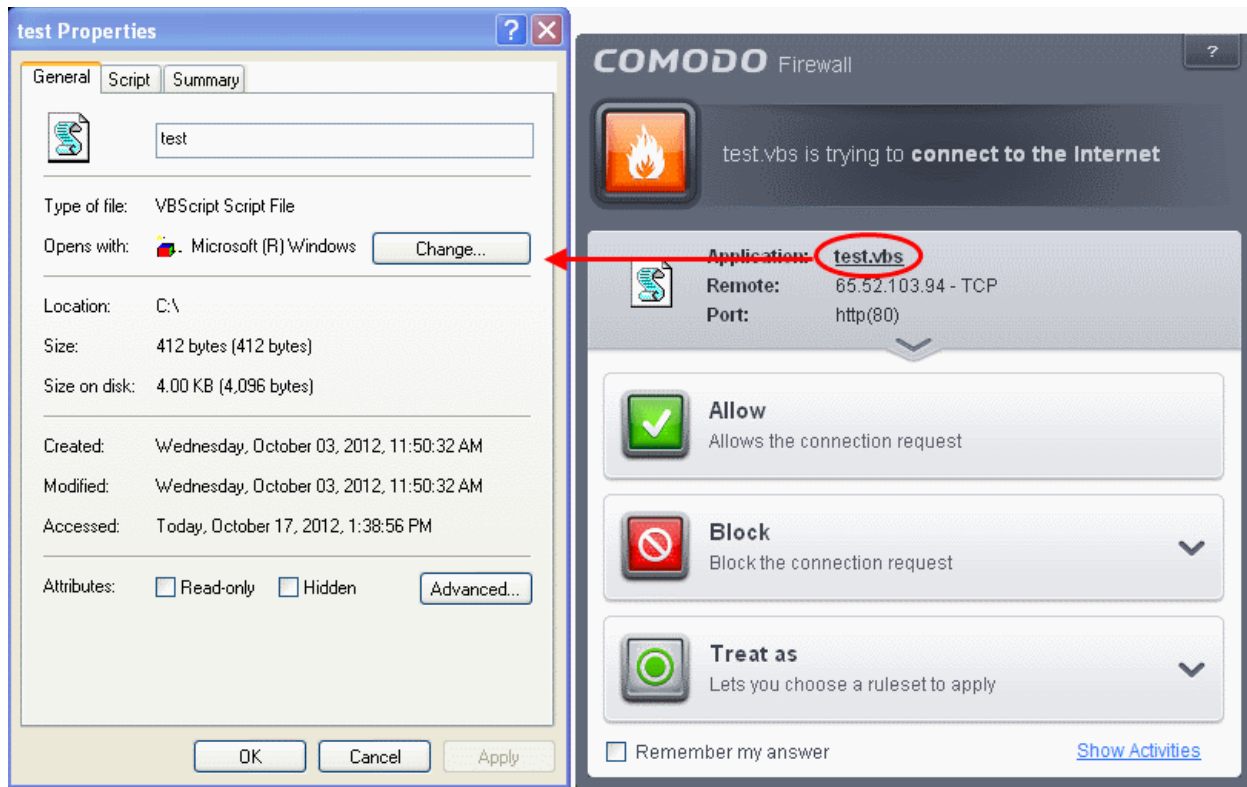 test Properties
General Script Summary
test
Type of file: VBScript Script File
Opens with: Microsoft (R) Windows Change...
Location: C:\
Size: 412 bytes (412 bytes)
Size on disk: 4.00 KB (4,096 bytes)
Created: Wednesday, October 03, 2012, 11:50:32 AM
Modified: Wednesday, October 03, 2012, 11:50:32 AM
Accessed: Today, October 17, 2012, 1:38:56 PM
Attributes: Read-only Hidden Advanced...
OK Cancel Apply
COMODO Firewall
?
test.vbs is trying to connect to the Internet
Application: test.vbs
Remote: 65.52.103.94 - TCP
Port: http(80)
Allow
Allows the connection request
Block
Block the connection request
Treat as
Lets you choose a ruleset to apply
Remember my answer Show Activities